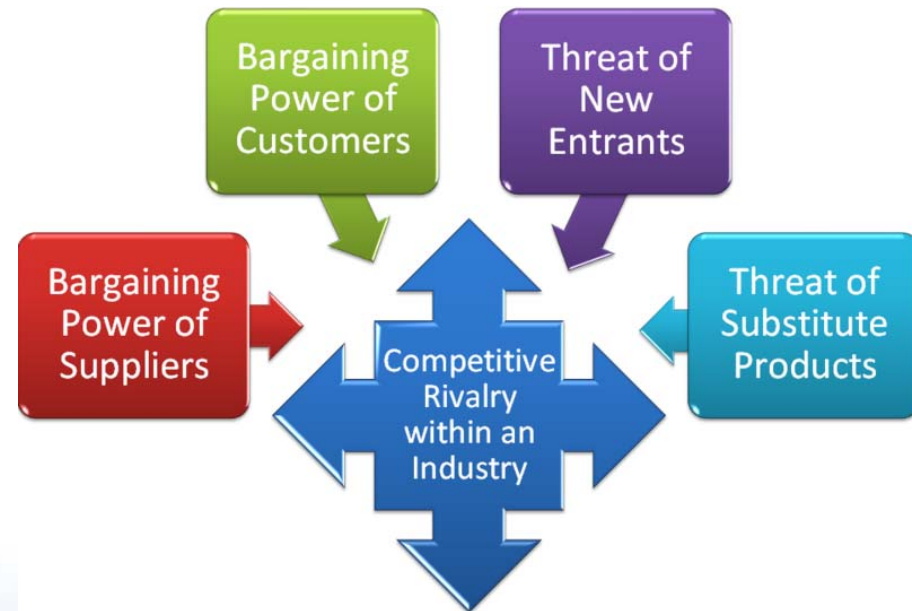 Bargaining
Power of
Customers
Threat of
New
Entrants
Bargaining
Power of
Suppliers
Threat of
Substitute
Products
Competitive
Rivalry
within an
Industry